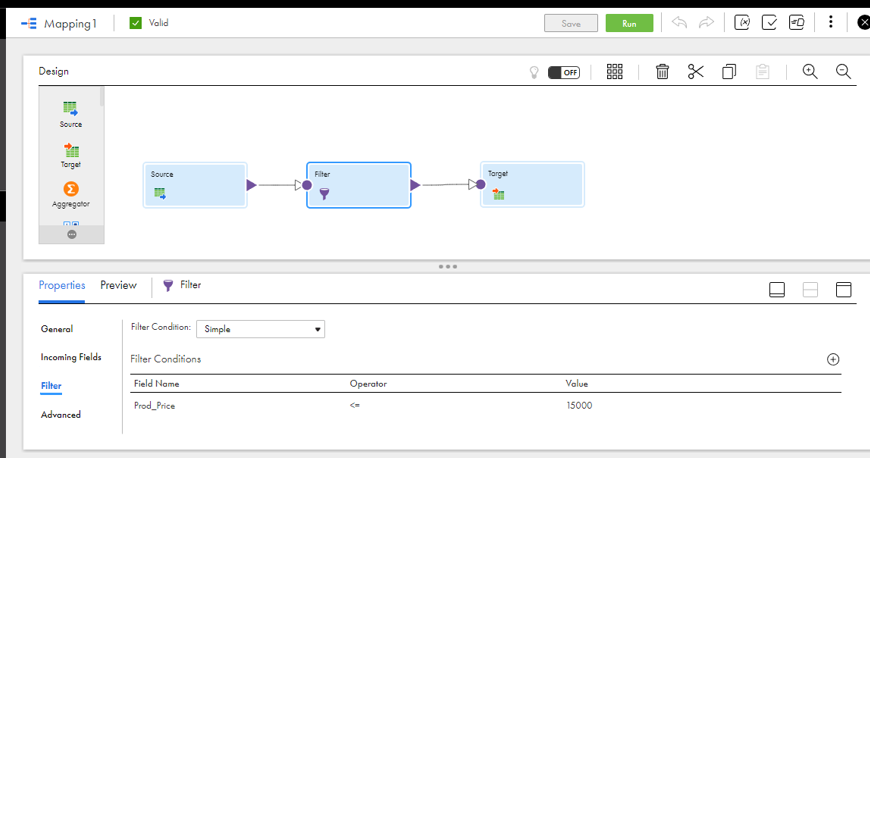 Mapping1 Valid Save Run
Design OFF
Source
Target
Aggregator
Source Filter Target
Properties Preview Filter
General
Incoming Fields
Filter
Advanced
Filter Condition: Simple
Filter Conditions
Field Name Operator Value
Prod_Price <= 15000